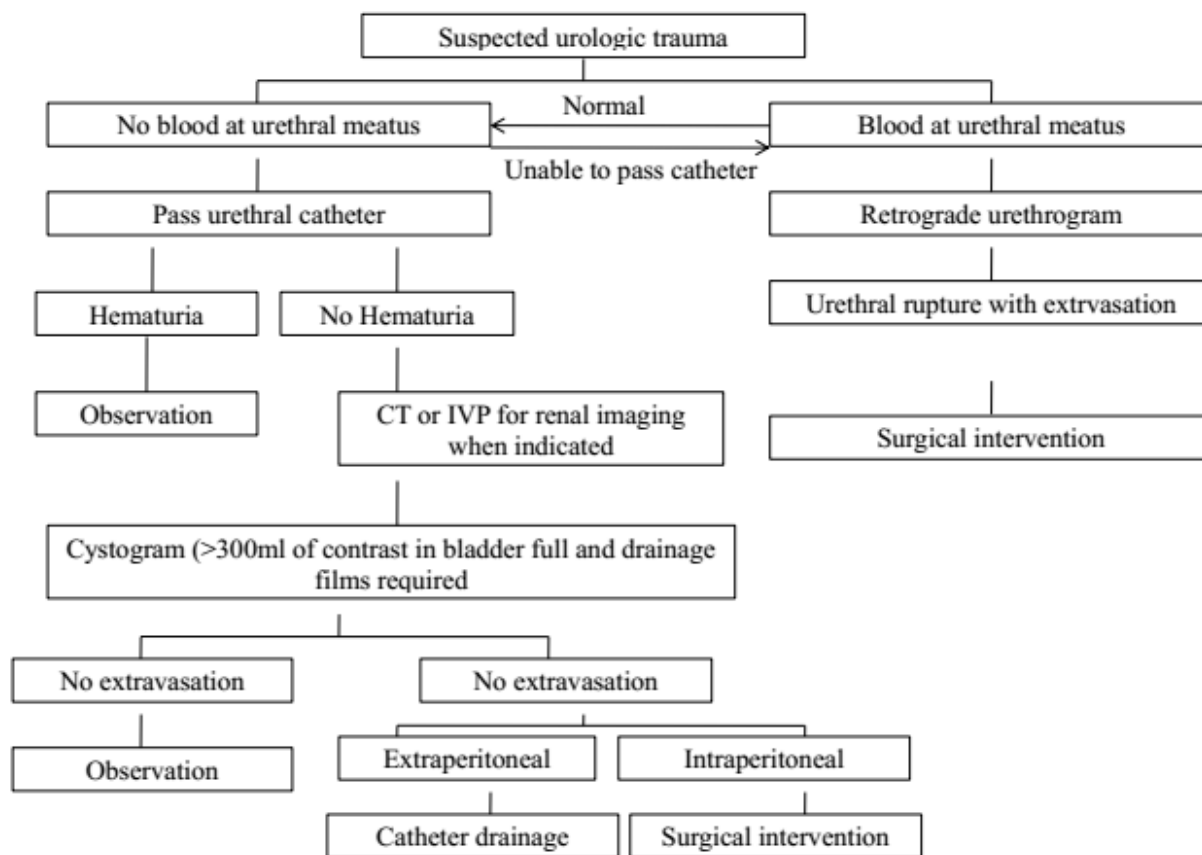 Suspected urologic trauma
Normal
No blood at urethral meatus
Blood at urethral meatus
Unable to pass catheter
Pass urethral catheter
Retrograde urethrogram
Hematuria
No Hematuria
Urethral rupture with extrvasation
Observation
CT or IVP for renal imaging
when indicated
Surgical intervention
Cystogram (>300ml of contrast in bladder full and drainage
films required
No extravasation
No extravasation
Observation
Extraperitoneal
Intraperitoneal
Catheter drainage
Surgical intervention